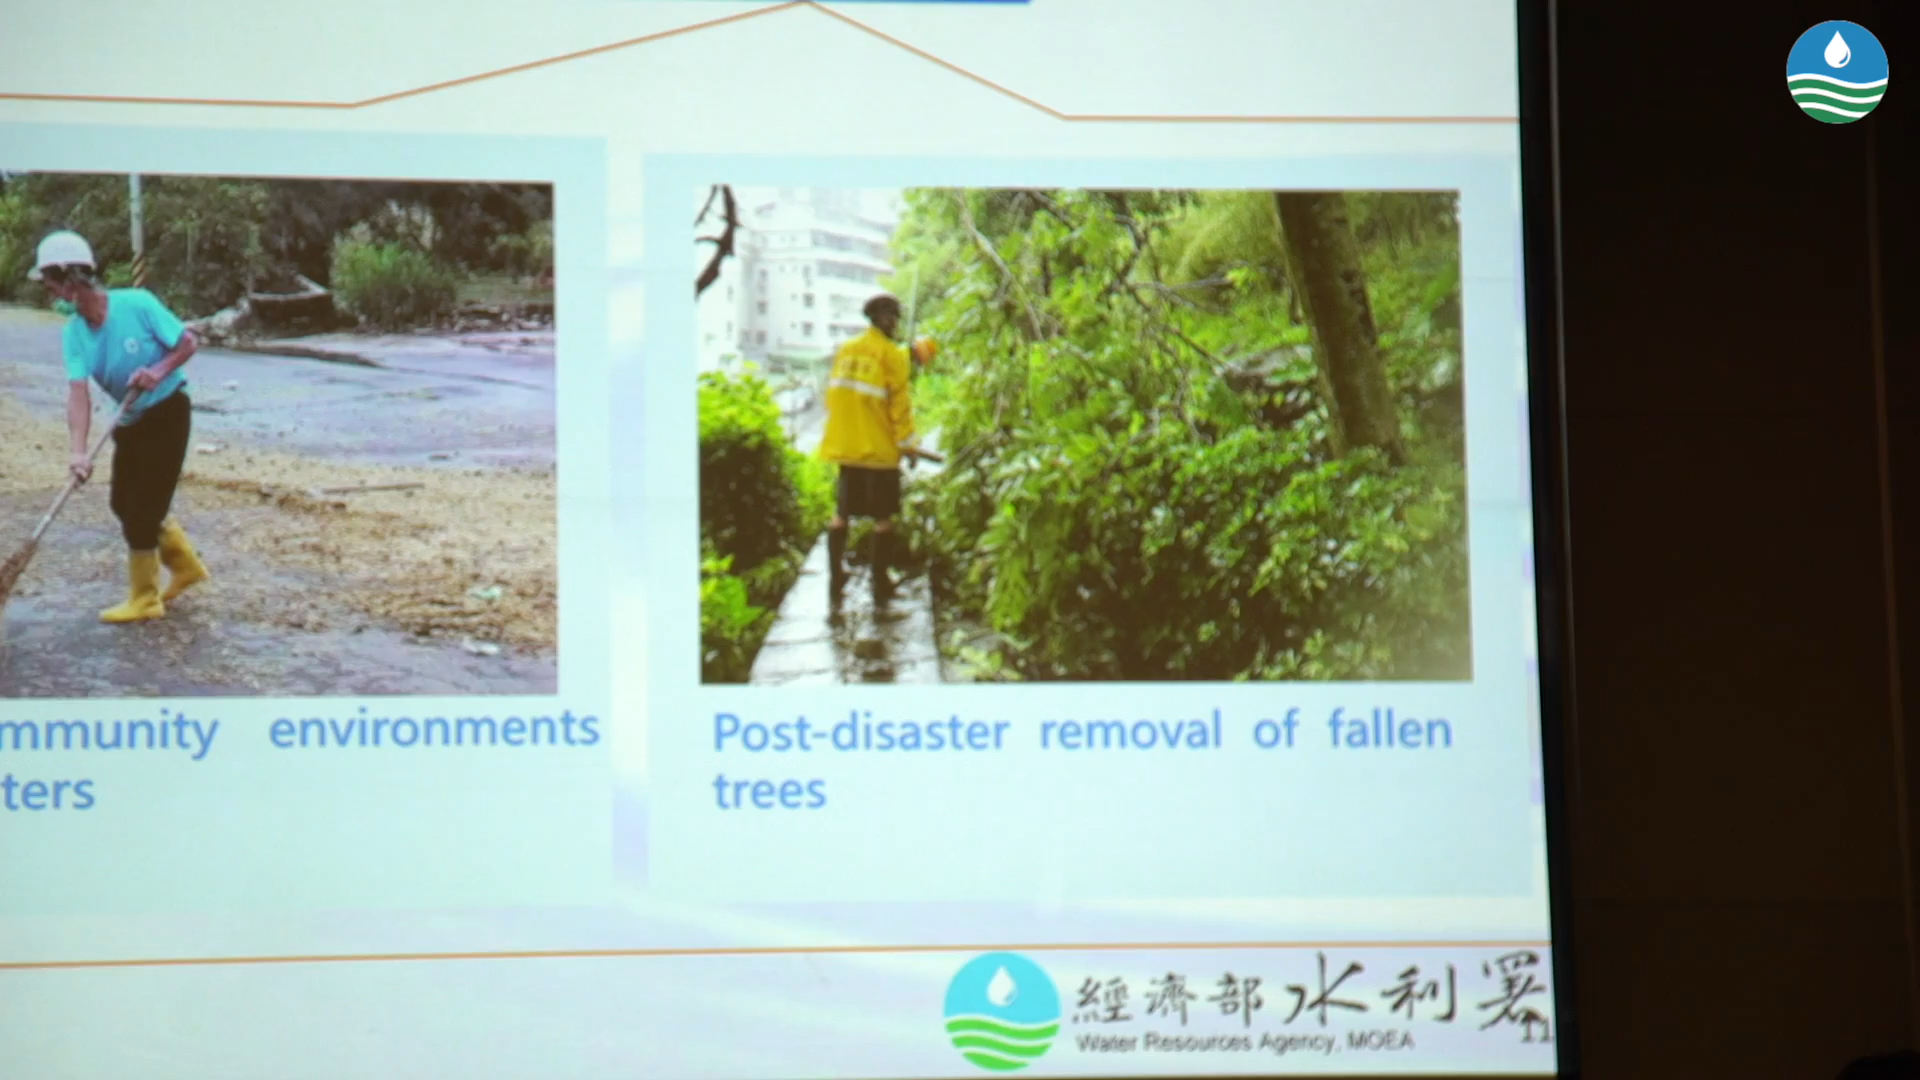 mmunity environments
ters
Post-disaster removal of fallen
trees
經濟部水利署
Water Resources Agency, MOEA
11